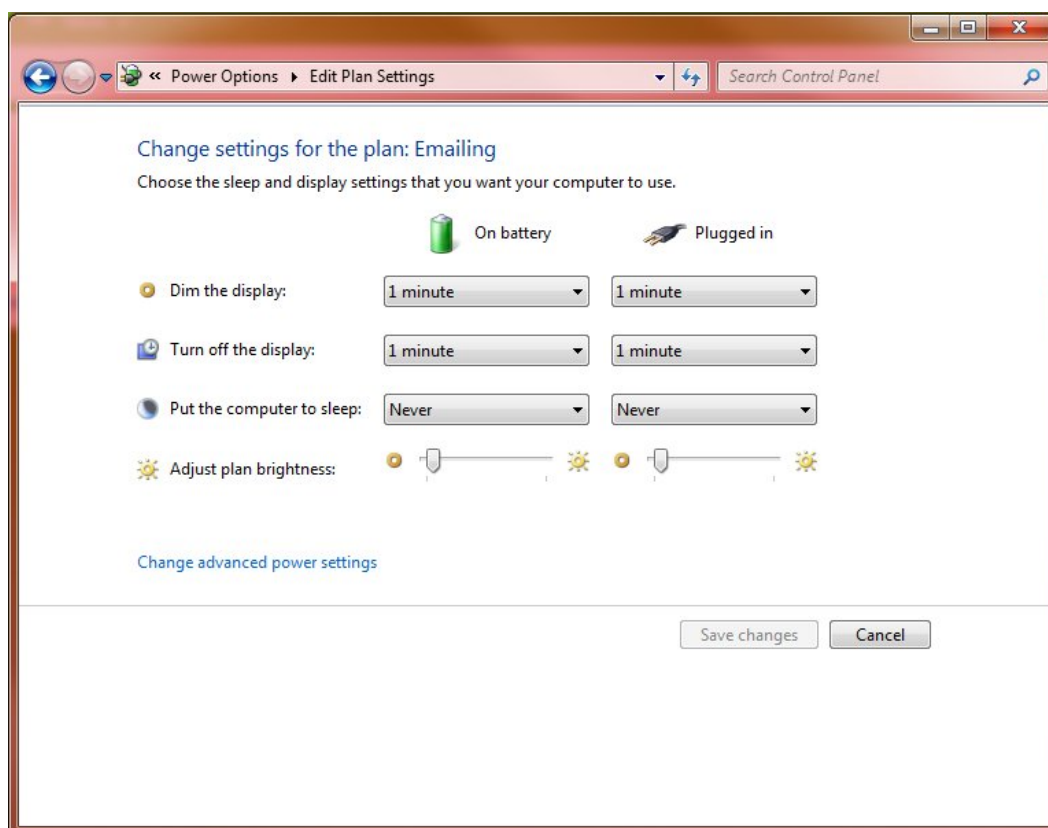 « Power Options ▸ Edit Plan Settings
Search Control Panel
Change settings for the plan: Emailing
Choose the sleep and display settings that you want your computer to use.
On battery Plugged in
Dim the display: 1 minute 1 minute
Turn off the display: 1 minute 1 minute
Put the computer to sleep: Never Never
Adjust plan brightness:
Change advanced power settings
Save changes Cancel